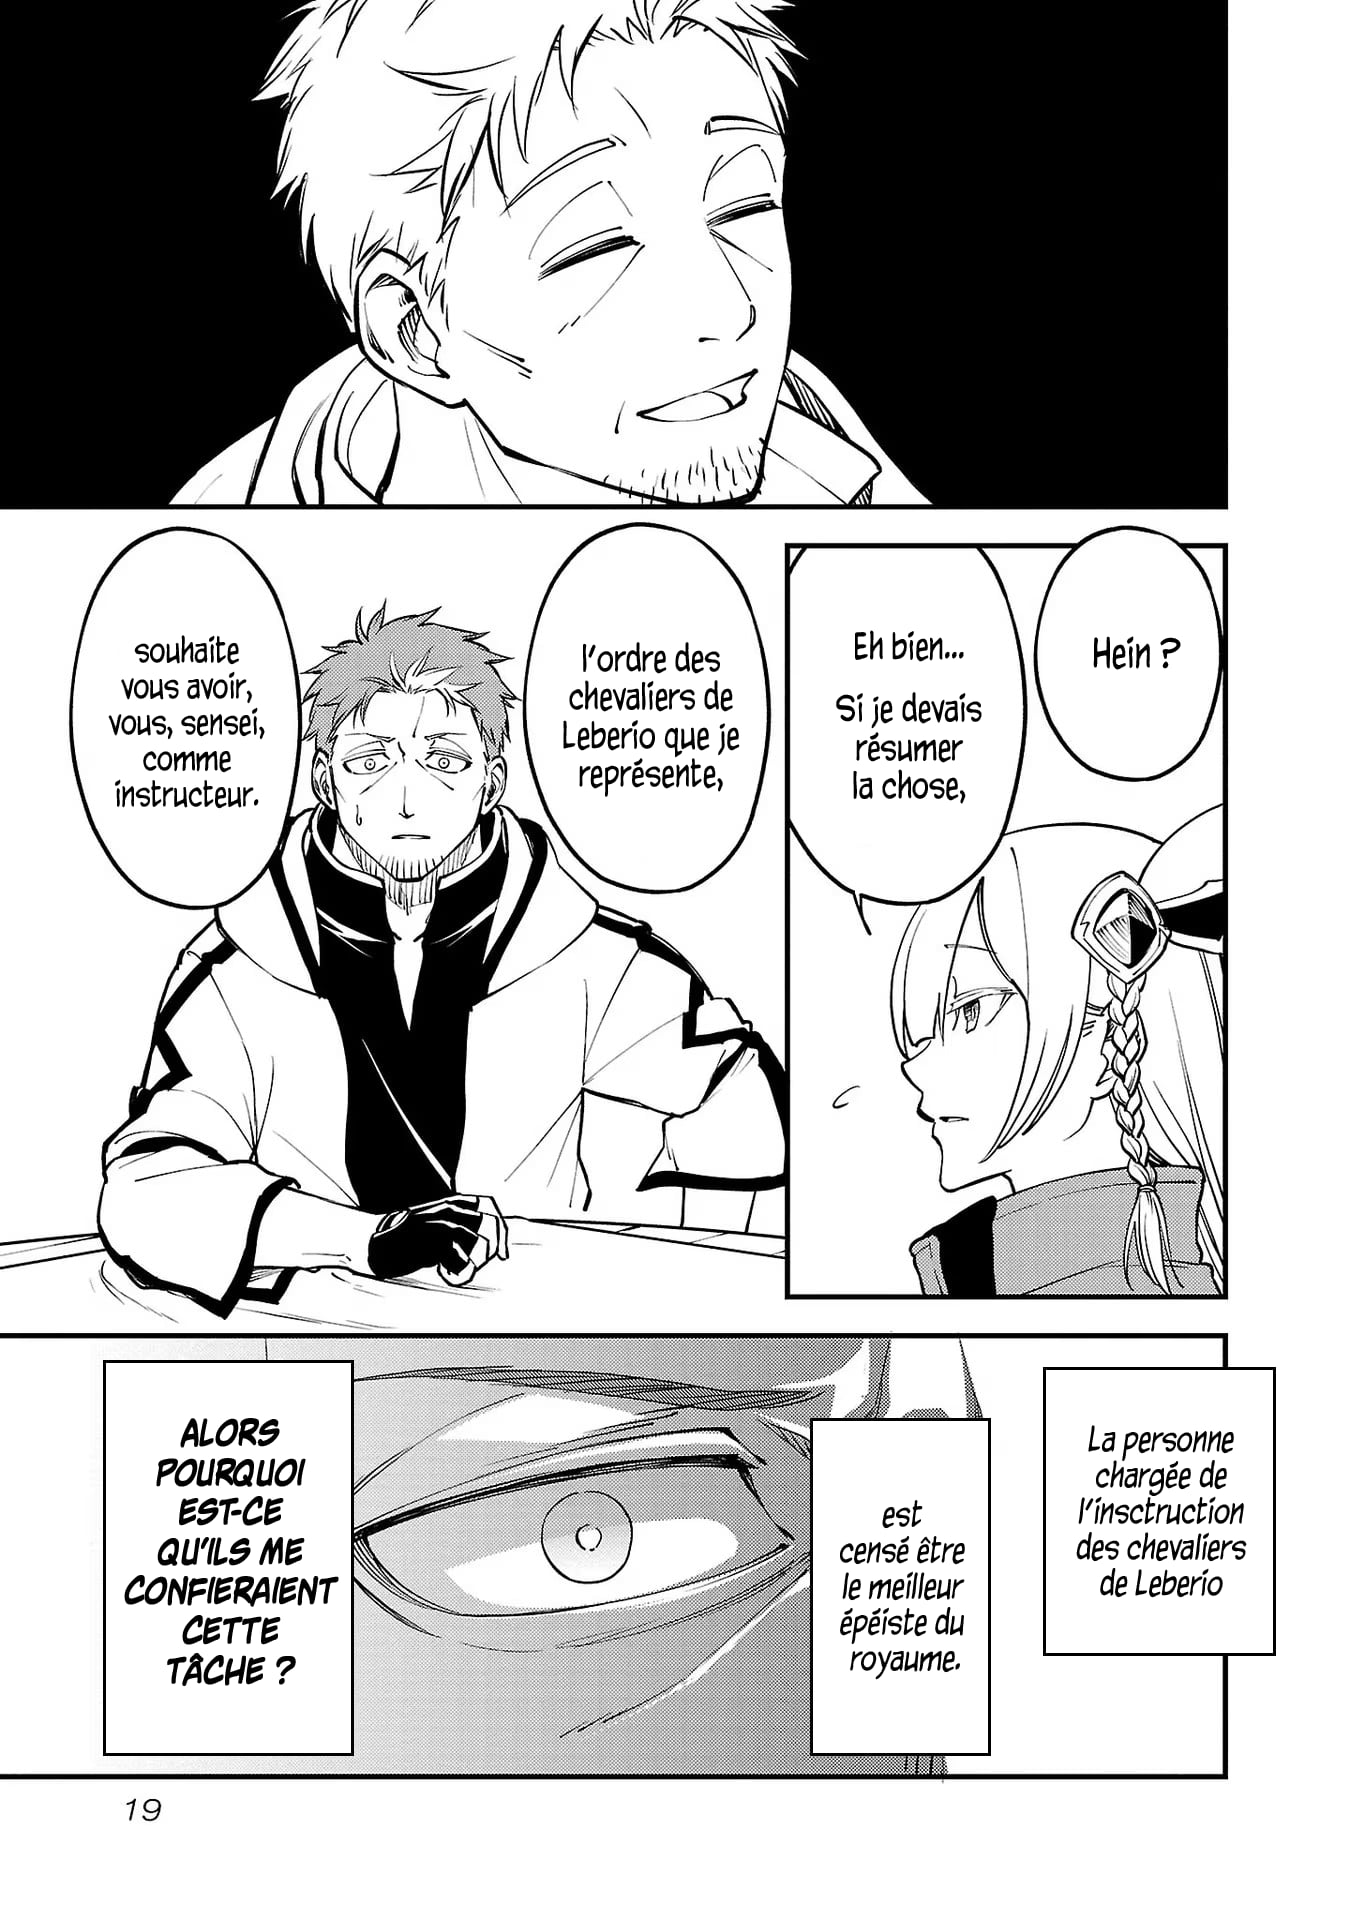 Hein ?
Eh bien...
Si je devais
résumer
la chose,
l'ordre des
chevaliers de
Leberio que je
représente,
souhaite
vous avoir,
vous, sensei,
comme
instructeur.
La personne
chargée de
l'insctruction
des chevaliers
de Leberio
est
censé être
le meilleur
épéiste du
royaume.
ALORS
POURQUOI
EST-CE
QU'ILS ME
CONFIERAIENT
CETTE
TÂCHE ?
19